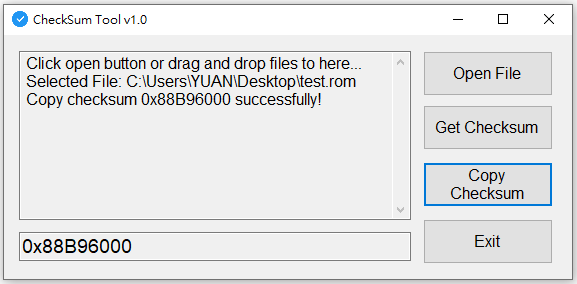 CheckSum Tool v1.0
Click open button or drag and drop files to here...
Selected File: C:\Users\YUAN\Desktop\test.rom
Copy checksum 0x88B96000 successfully!
0x88B96000
Open File
Get Checksum
Copy
Checksum
Exit